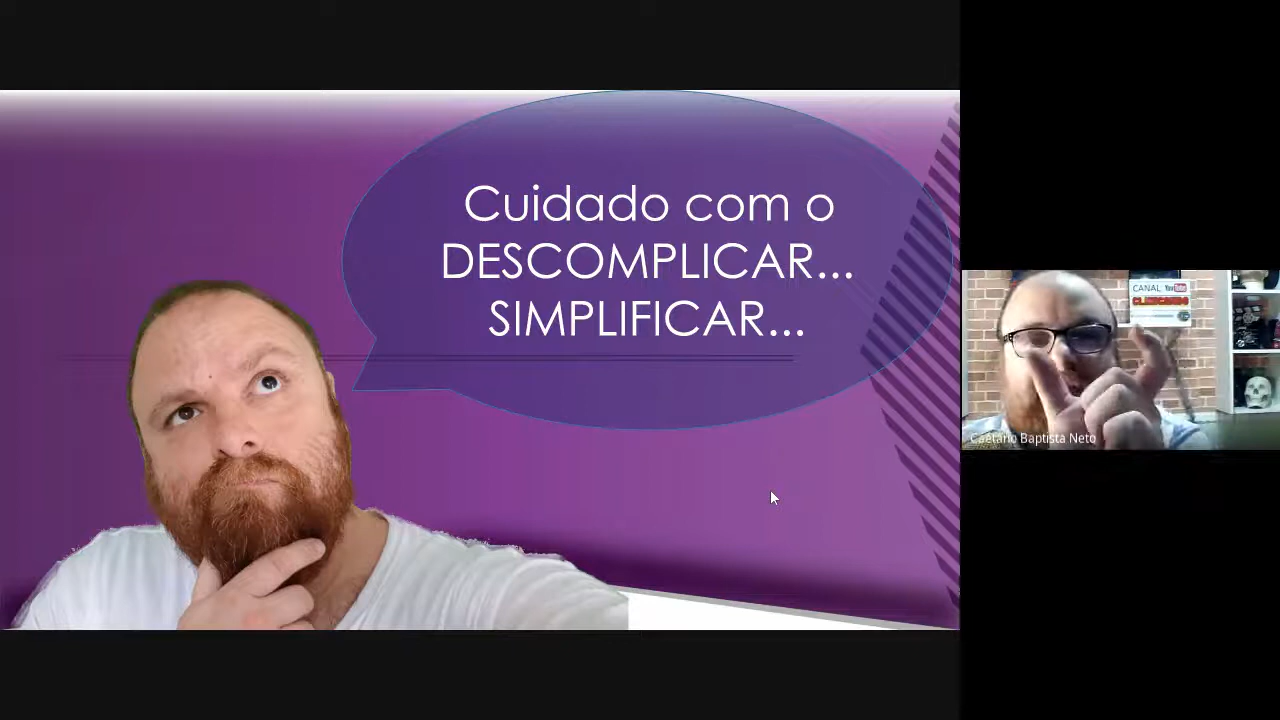 Cuidado com o
DESCOMPLICAR...
SIMPLIFICAR...
CANAL YouTube
Caetano Baptista Neto